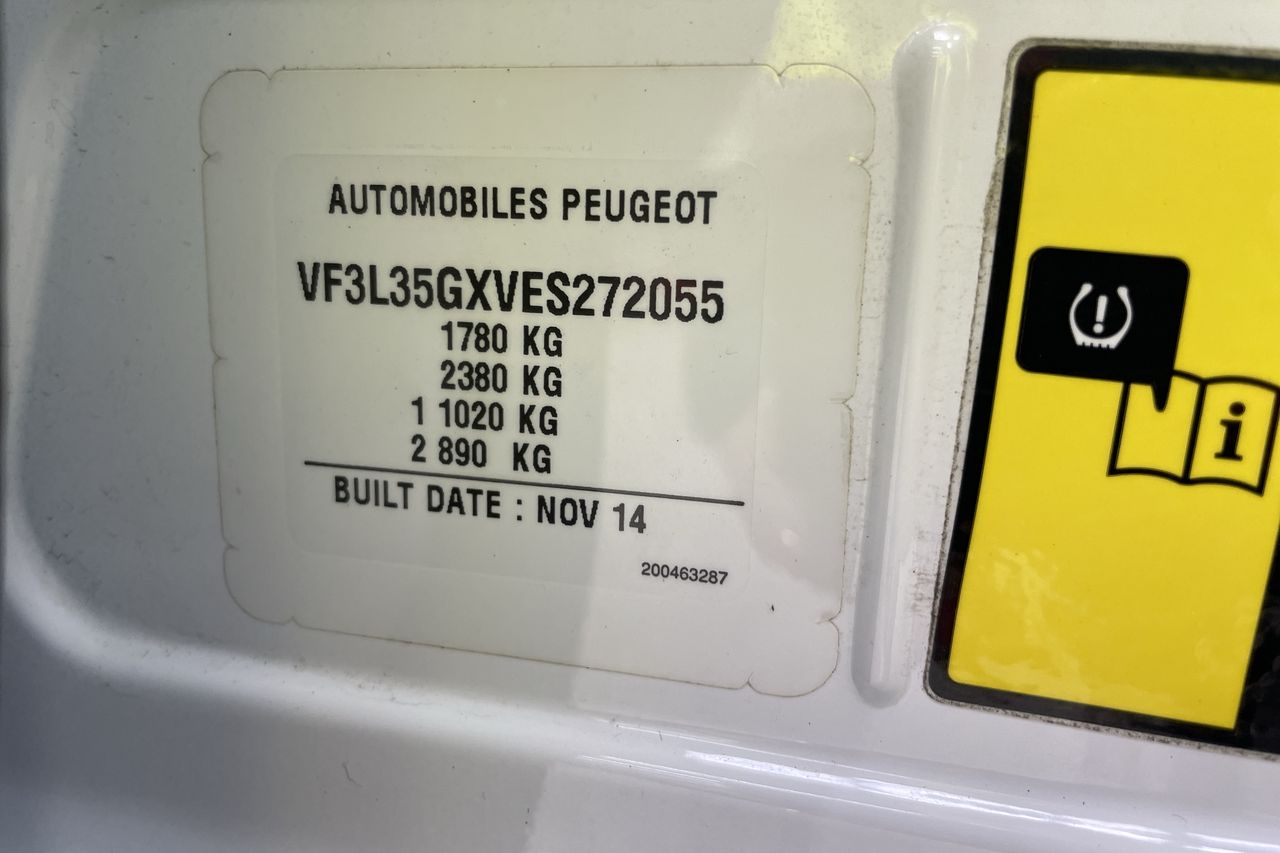 AUTOMOBILES PEUGEOT
VF3L35GXVES272055
1780 KG
2380 KG
1 1020 KG
2 890 KG
BUILT DATE : NOV 14
200463287
i